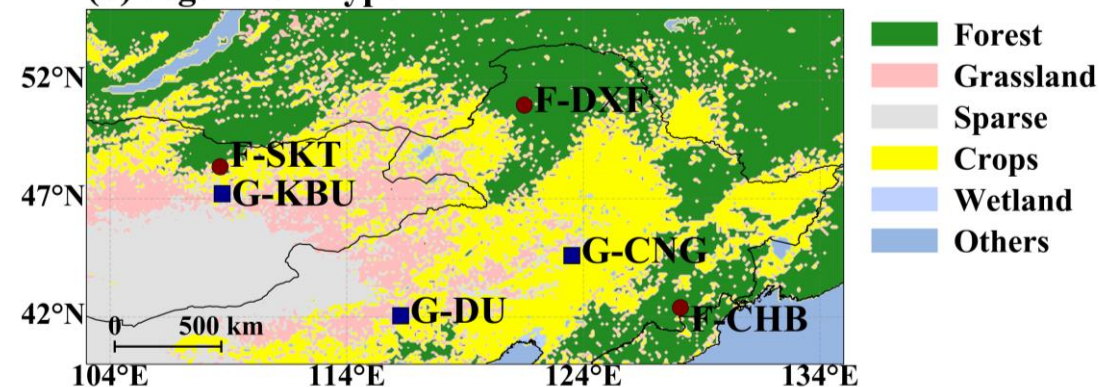 52°N
47°N
42°N
F-DXF
F-SKT
G-KBU
G-CNG
G-DU
F-CHB
0 500 km
104°E 114°E 124°E 134°E
Forest
Grassland
Sparse
Crops
Wetland
Others